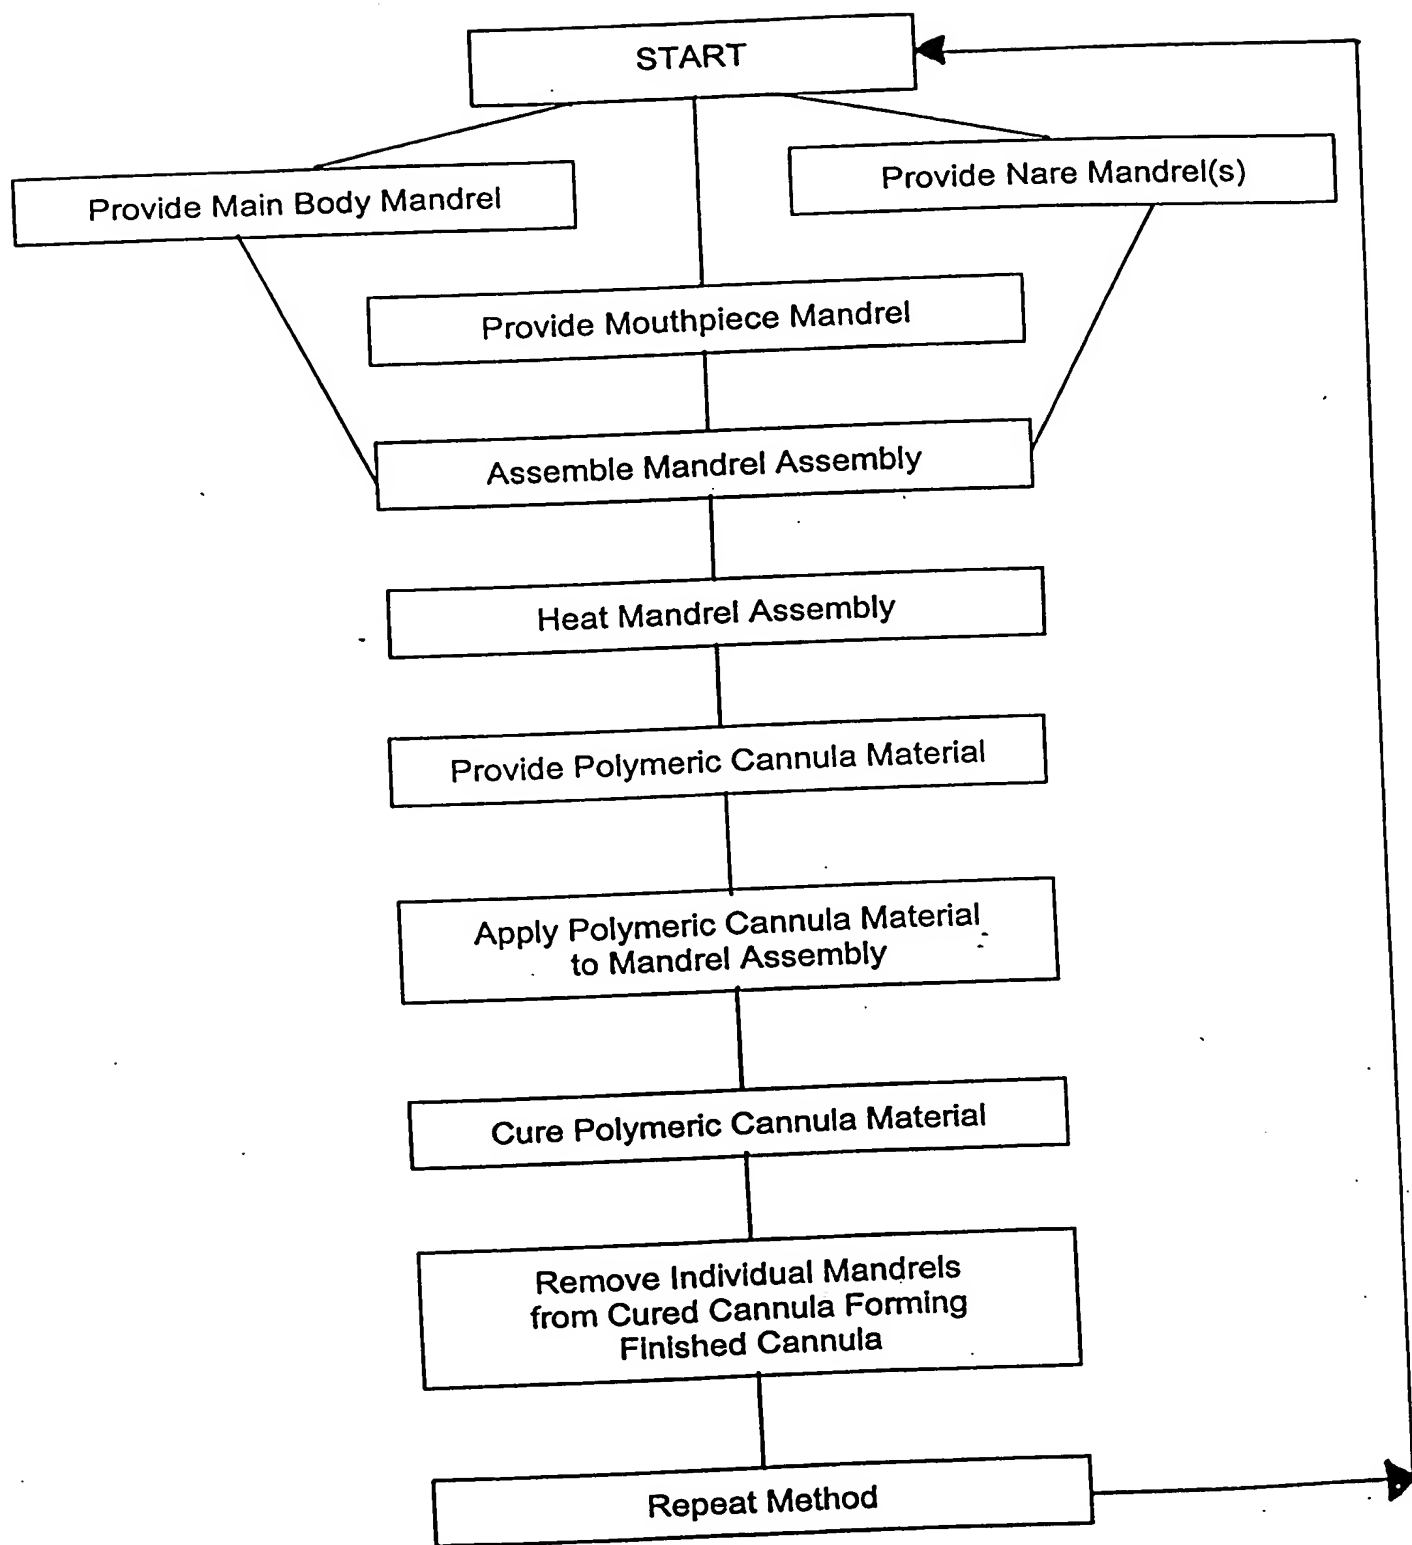 START
Provide Main Body Mandrel
Provide Nare Mandrel(s)
Provide Mouthpiece Mandrel
Assemble Mandrel Assembly
Heat Mandrel Assembly
Provide Polymeric Cannula Material
Apply Polymeric Cannula Material
to Mandrel Assembly
Cure Polymeric Cannula Material
Remove Individual Mandrels
from Cured Cannula Forming
Finished Cannula
Repeat Method